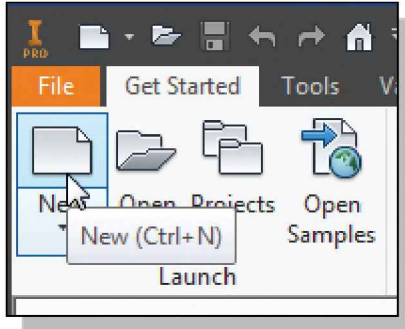 I
PRO
File Get Started Tools
New Open Projects Open
Samples
New (Ctrl+N)
Launch